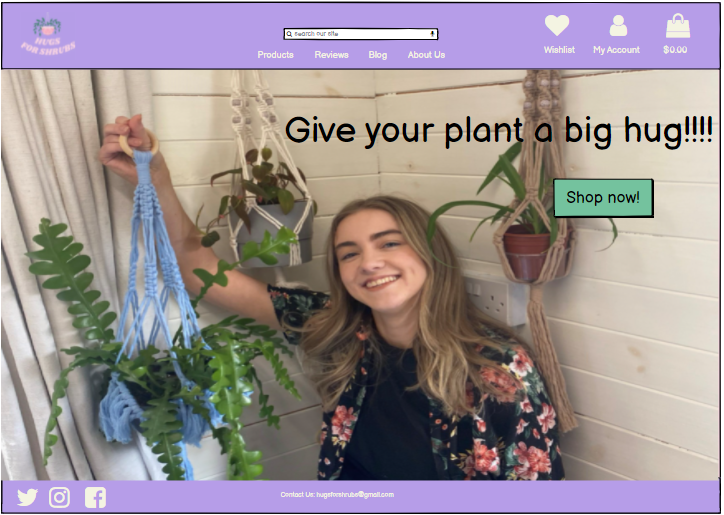 HUGS
FOR SHRUBS
Search our site
Products Reviews Blog About Us
Wishlist My Account $0.00
Give your plant a big hug!!!!
Shop now!
Contact Us: hugsforshrubs@gmail.com